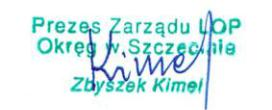 Prezes Zarządu LOP
Okręg w Szczecinie
Kimel
Zbyszek Kimel